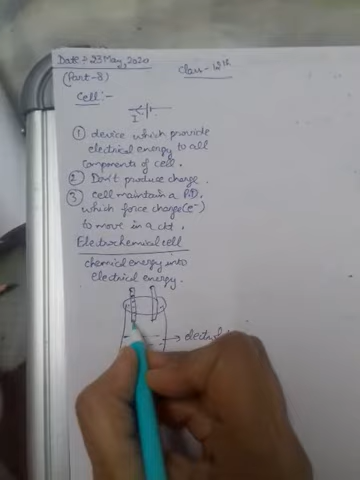 Date = 23 May, 2020
(Part-8)
Class-12th
Cell:-
I
① device which provide
electrical energy to all
components of cell.
② Don't produce charge.
③ cell maintain a P.D.
which force charge(e⁻)
to move in a ckt.
Electrochemical cell
chemical energy into
electrical energy.